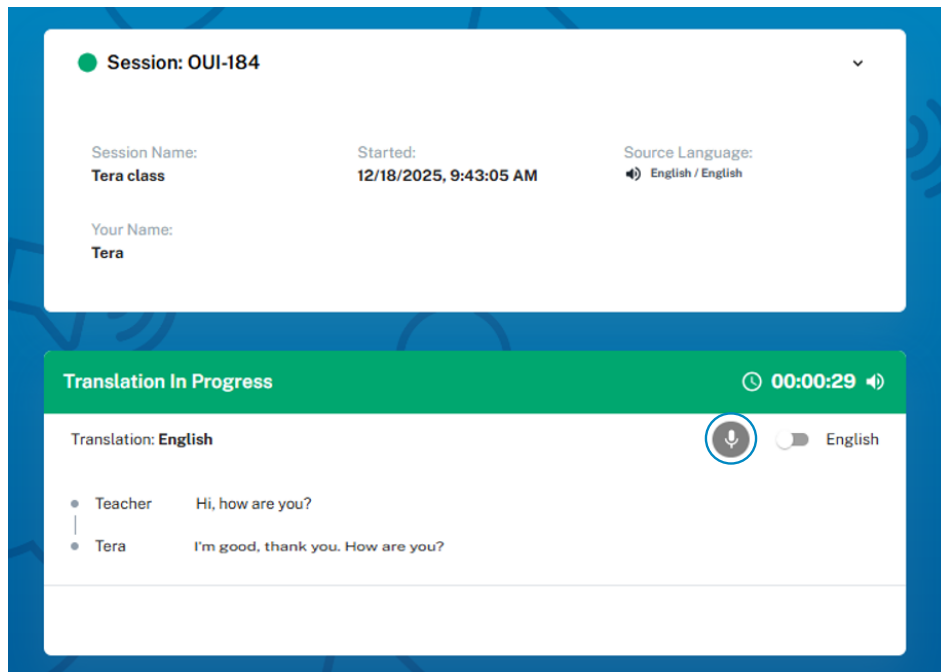 Session: OUI-184
Session Name:
Tera class
Started:
12/18/2025, 9:43:05 AM
Source Language:
English / English
Your Name:
Tera
Translation In Progress
00:00:29
Translation: English
English
Teacher Hi, how are you?
Tera I'm good, thank you. How are you?